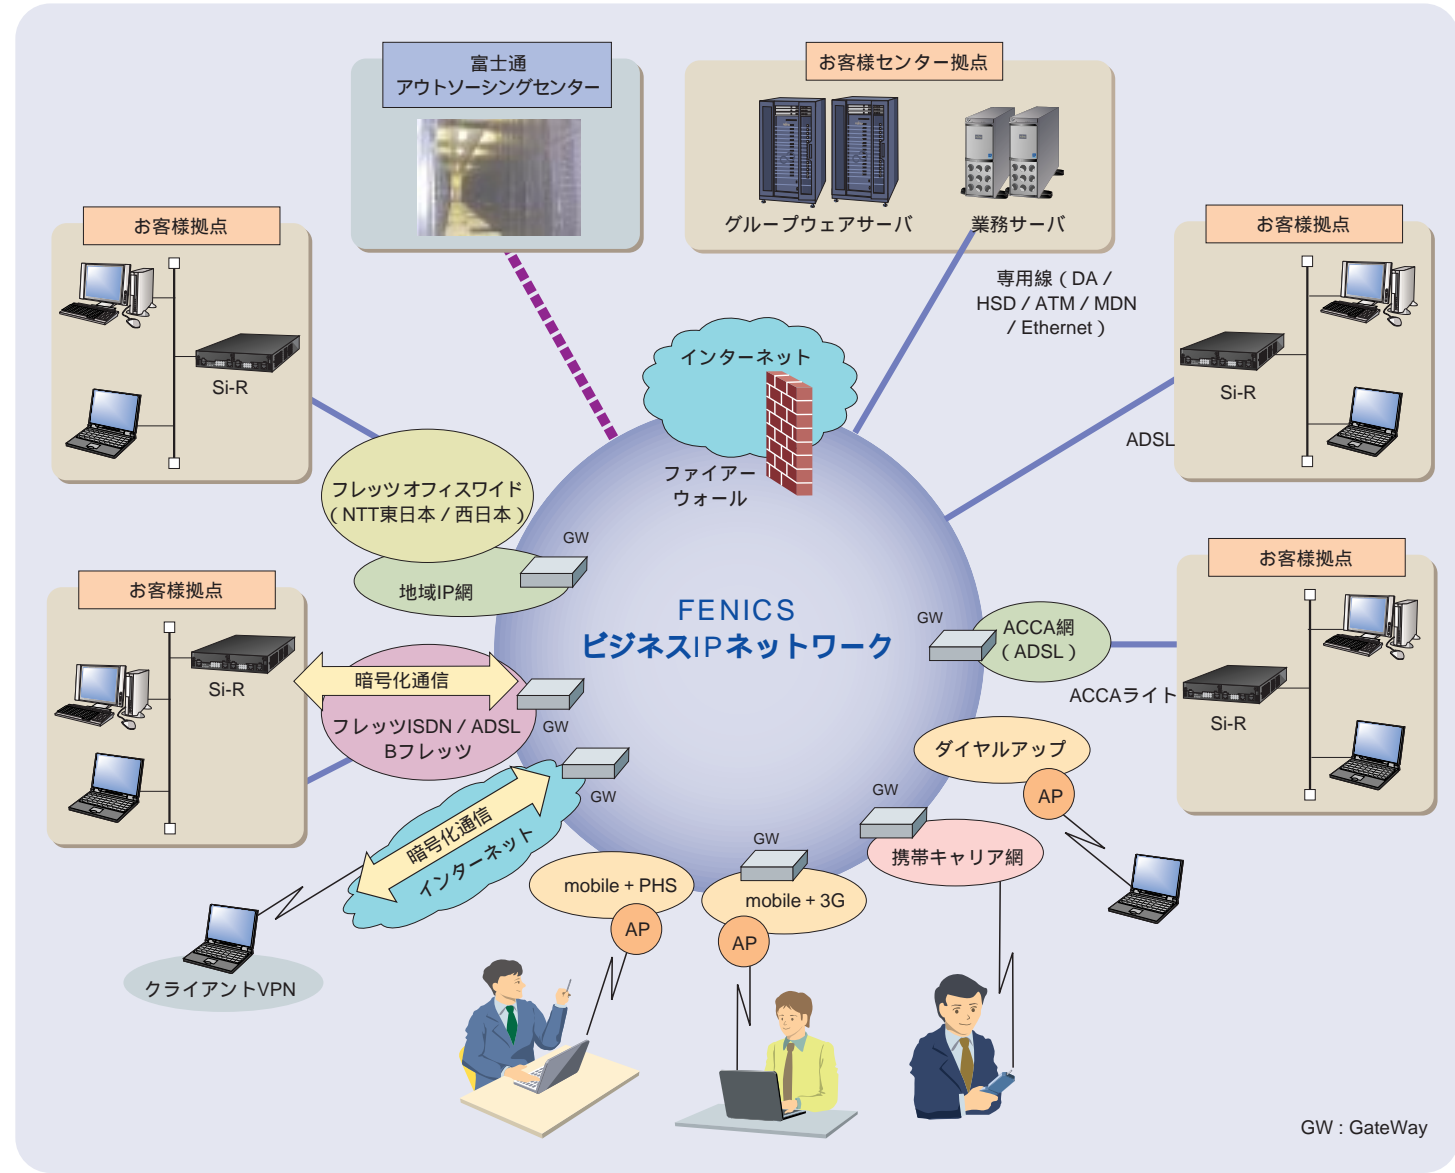 富士通
アウトソーシングセンター
お客様センター拠点
グループウェアサーバ
業務サーバ
お客様拠点
Si-R
お客様拠点
Si-R
専用線（DA /
HSD / ATM / MDN
/ Ethernet）
インターネット
ファイアー
ウォール
ADSL
フレッツ オフィスワイド
（NTT東日本 / 西日本）
GW
地域IP網
お客様拠点
Si-R
お客様拠点
Si-R
FENICS
ビジネスIPネットワーク
GW
ACCA網
（ADSL）
ACCAライト
暗号化通信
フレッツISDN / ADSL
Bフレッツ
GW
GW
暗号化通信
インターネット
クライアントVPN
ダイヤルアップ
AP
GW
携帯キャリア網
GW
mobile + PHS
AP
mobile + 3G
AP
GW : GateWay